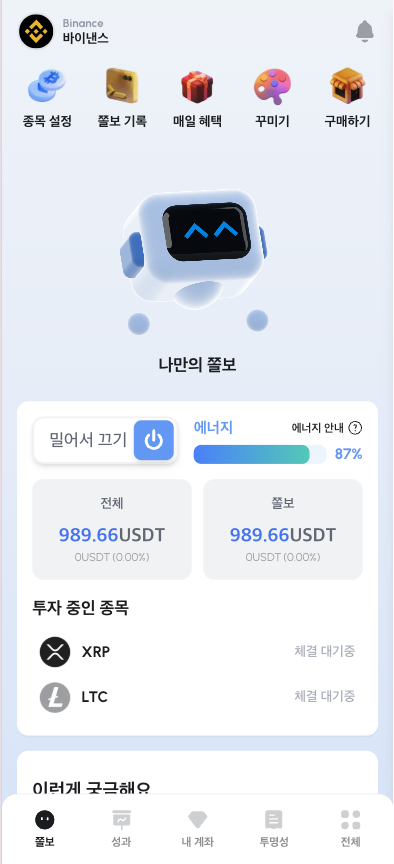 Binance
바이낸스
종목 설정
쫄보 기록
매일 혜택
꾸미기
구매하기
나만의 쫄보
밀어서 끄기
에너지
에너지 안내 ?
87%
전체
989.66USDT
0USDT (0.00%)
쫄보
989.66USDT
0USDT (0.00%)
투자 중인 종목
XRP
체결 대기중
LTC
체결 대기중
이런게 궁금해요
쫄보
성과
내 계좌
투명성
전체